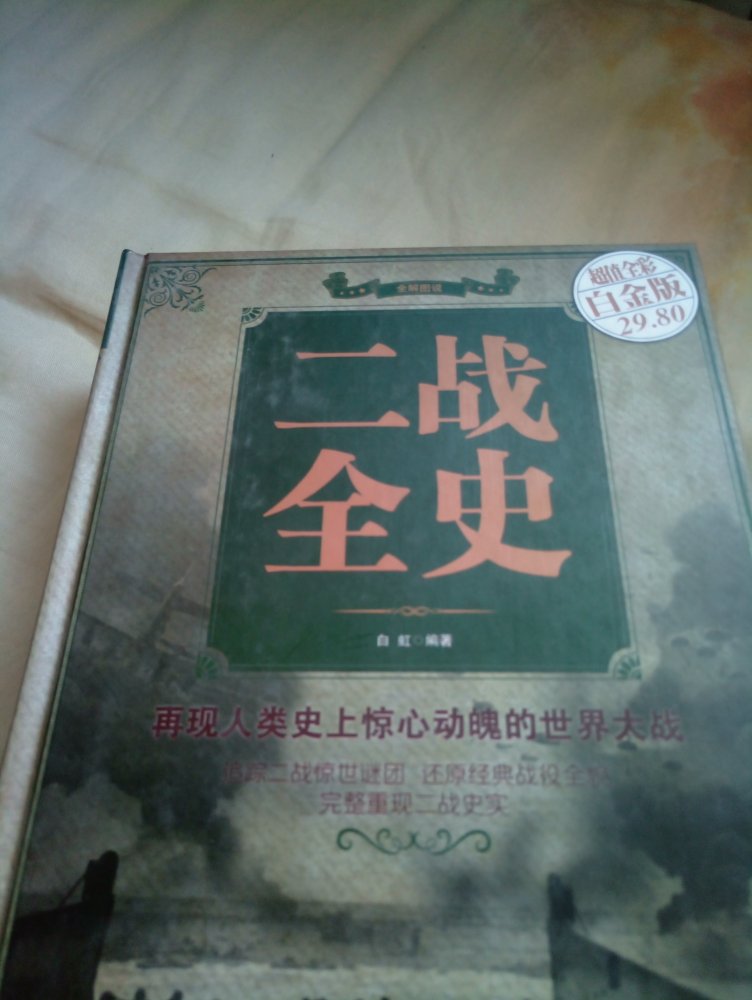 全解图说
超值全彩
白金版
29.80
二战
全史
白 虹◎编著
再现人类史上惊心动魄的世界大战
追踪二战惊世谜团 还原经典战役全貌
完整重现二战史实